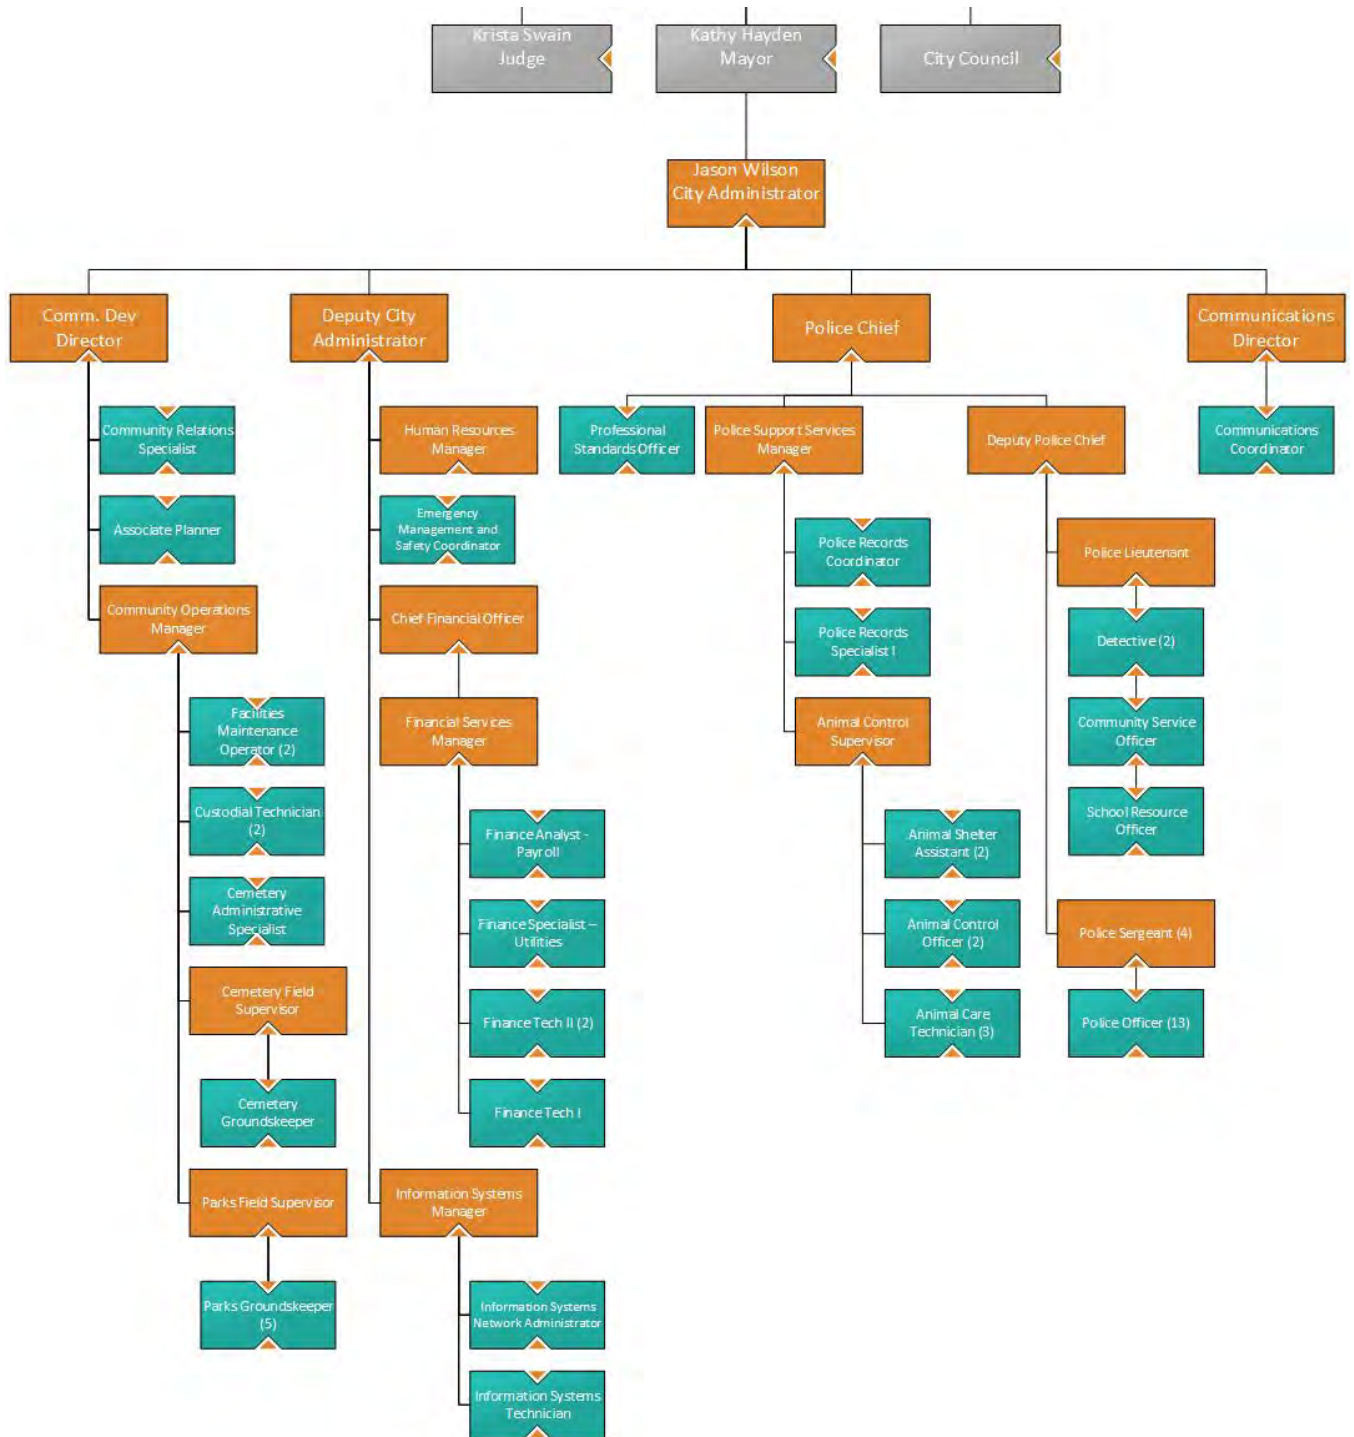 Krista Swain
Judge
Kathy Hayden
Mayor
City Council
Jason Wilson
City Administrator
Comm. Dev
Director
Deputy City
Administrator
Police Chief
Communications
Director
Community Relations
Specialist
Associate Planner
Community Operations
Manager
Facilities
Maintenance
Operator (2)
Custodial Technician
(2)
Cemetery
Administrative
Specialist
Cemetery Field
Supervisor
Cemetery
Groundskeeper
Parks Field Supervisor
Parks Groundskeeper
(5)
Human Resources
Manager
Emergency
Management and
Safety Coordinator
Chief Financial Officer
Financial Services
Manager
Finance Analyst -
Payroll
Finance Specialist –
Utilities
Finance Tech II (2)
Finance Tech I
Information Systems
Manager
Information Systems
Network Administrator
Information Systems
Technician
Professional
Standards Officer
Police Support Services
Manager
Police Records
Coordinator
Police Records
Specialist I
Animal Control
Supervisor
Animal Shelter
Assistant (2)
Animal Control
Officer (2)
Animal Care
Technician (3)
Deputy Police Chief
Police Lieutenant
Detective (2)
Community Service
Officer
School Resource
Officer
Police Sergeant (4)
Police Officer (13)
Communications
Coordinator